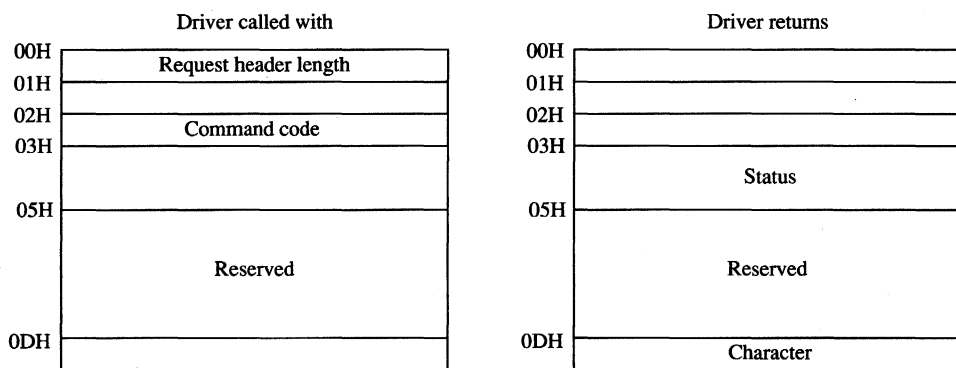 Driver called with
00H
Request header length
01H
02H
Command code
03H
05H
Reserved
0DH
Driver returns
00H
01H
02H
03H
Status
05H
Reserved
0DH
Character